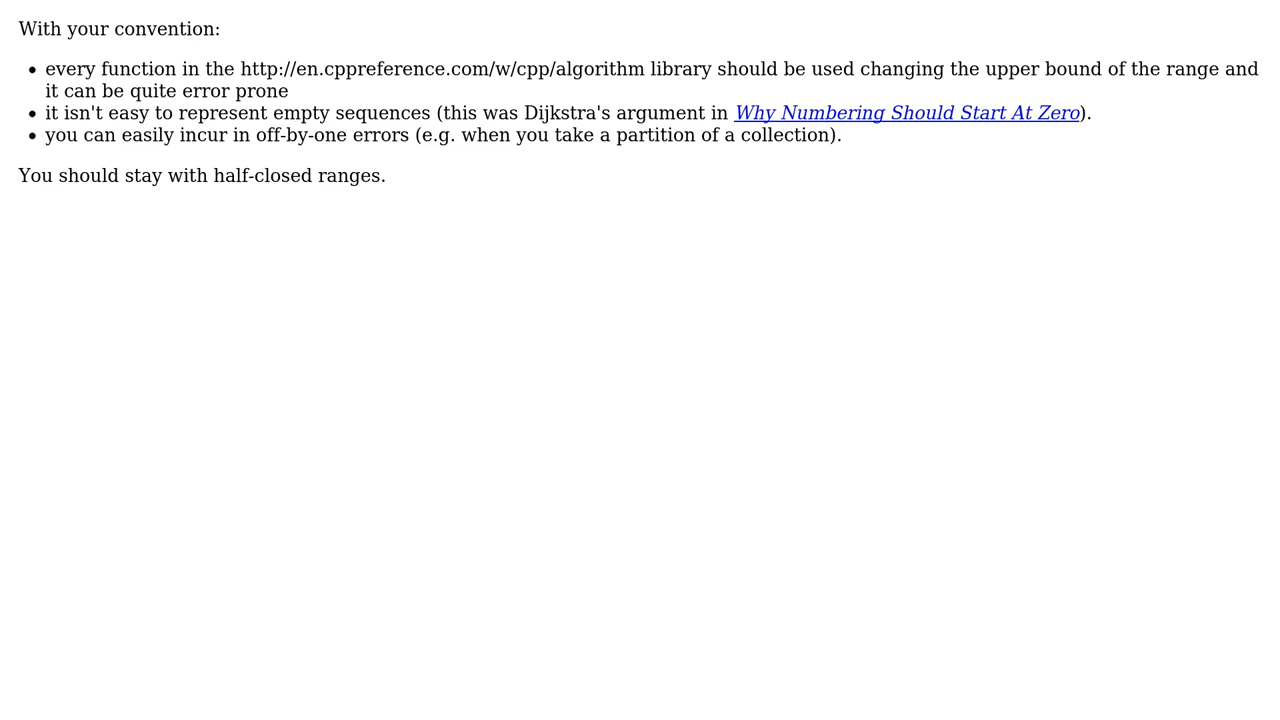 With your convention:
• every function in the http://en.cppreference.com/w/cpp/algorithm library should be used changing the upper bound of the range and
it can be quite error prone
• it isn't easy to represent empty sequences (this was Dijkstra's argument in Why Numbering Should Start At Zero).
• you can easily incur in off-by-one errors (e.g. when you take a partition of a collection).
You should stay with half-closed ranges.